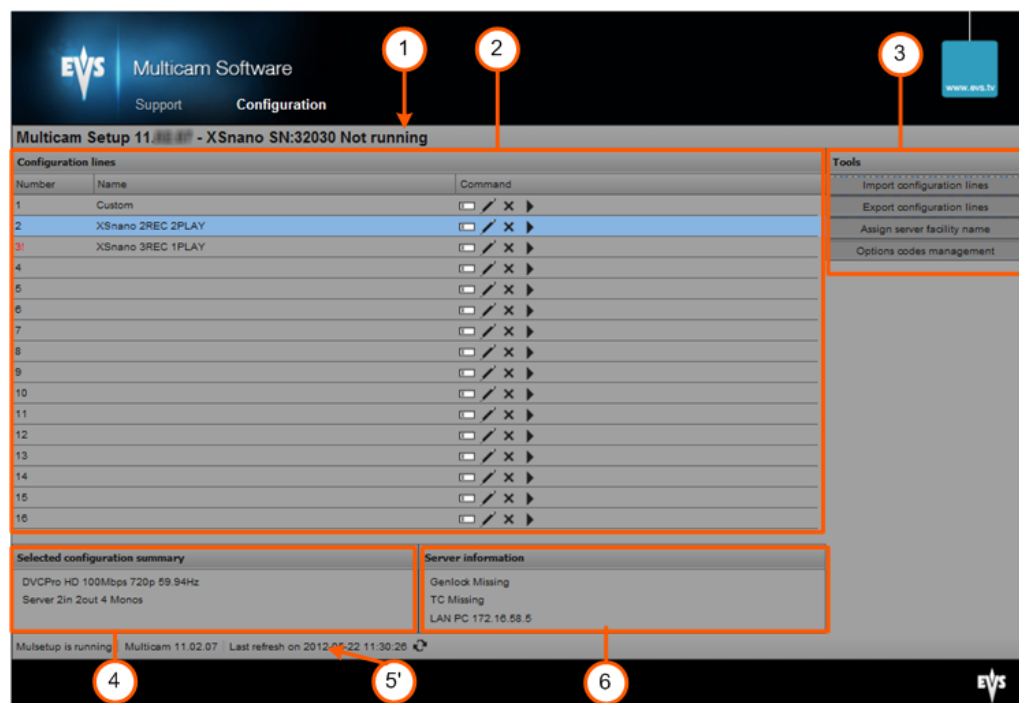 1
2
3
EVS
Multicam Software
www.evs.tv
Support Configuration
Multicam Setup 11. - XSnano SN:32030 Not running
Configuration lines
Number Name Command
1 Custom
2 XSnano 2REC 2PLAY
3! XSnano 3REC 1PLAY
4
5
6
7
8
9
10
11
12
13
14
15
16
Tools
Import configuration lines
Export configuration lines
Assign server facility name
Options codes management
Selected configuration summary
DVCPro HD 100Mbps 720p 59.94Hz
Server 2in 2out 4 Monos
Server information
Genlock Missing
TC Missing
LAN PC 172.16.58.5
Mulsetup is running Multicam 11.02.07 Last refresh on 2012-05-22 11:30:26
4
5'
6
EVS